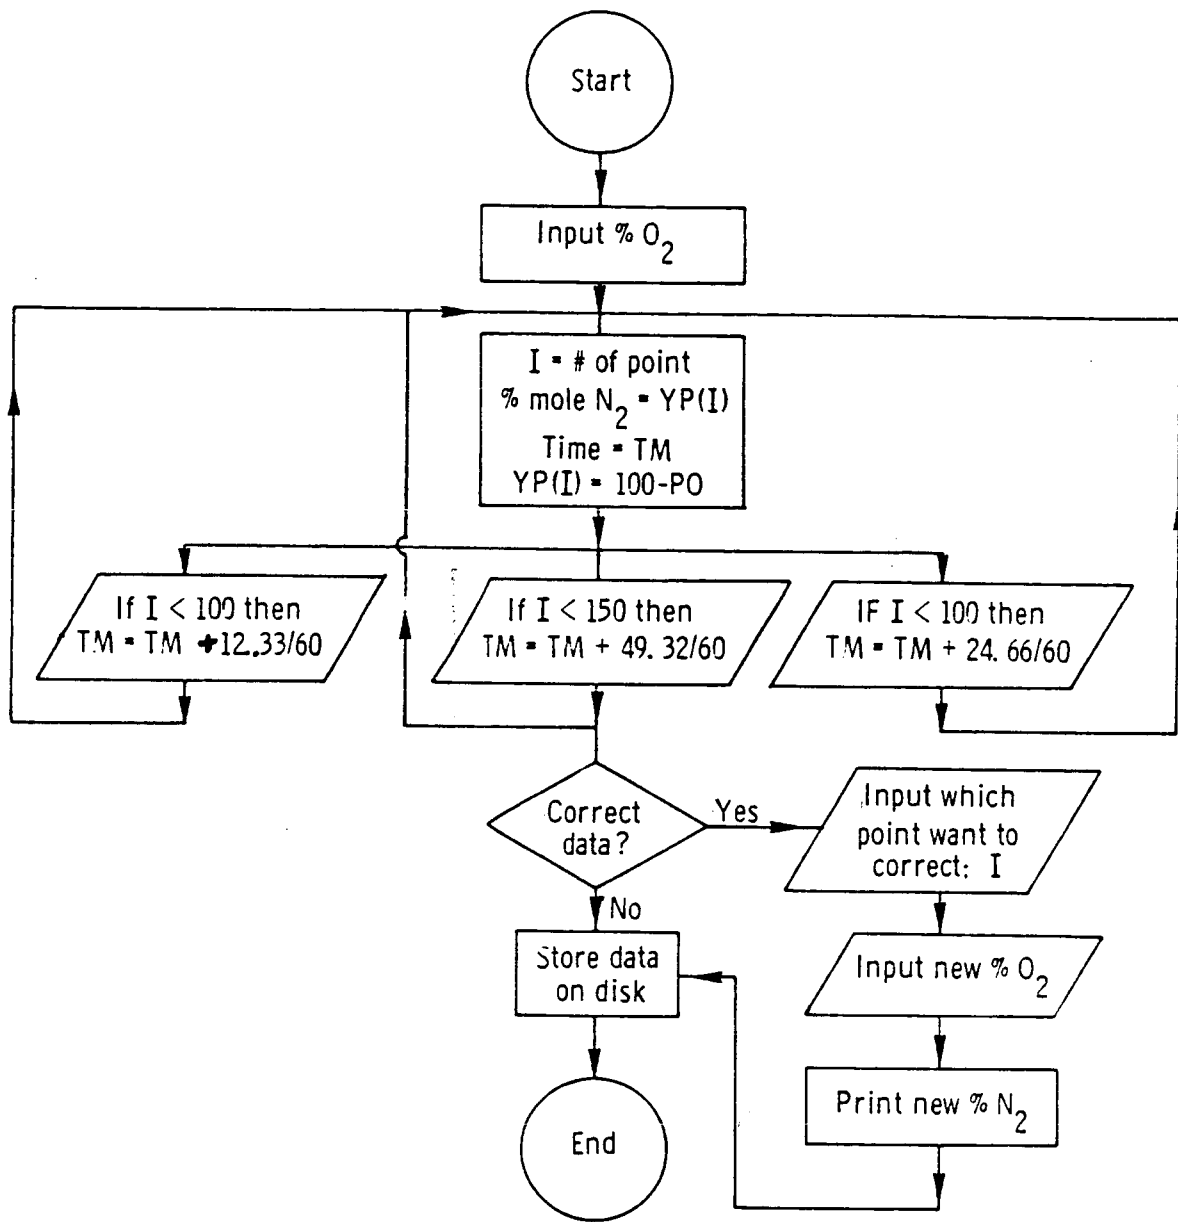 Start
Input % O2
I = # of point
% mole N2 = YP(I)
Time = TM
YP(I) = 100-PO
If I < 100 then
TM = TM +12.33/60
If I < 150 then
TM = TM + 49.32/60
IF I < 100 then
TM = TM + 24.66/60
Correct
data?
Yes
Input which
point want to
correct: I
No
Store data
on disk
Input new % O2
Print new % N2
End